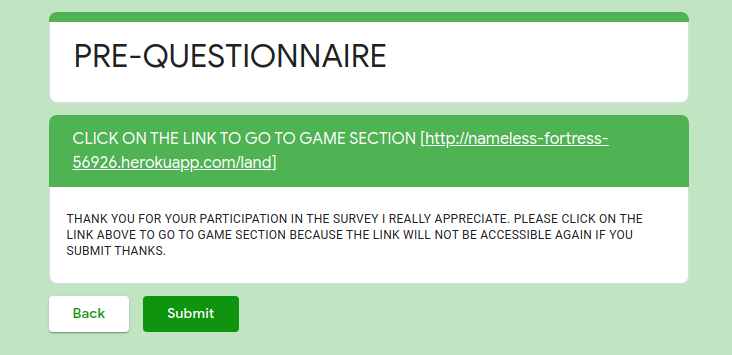 PRE-QUESTIONNAIRE
CLICK ON THE LINK TO GO TO GAME SECTION [http://nameless-fortress-
56926.herokuapp.com/land]
THANK YOU FOR YOUR PARTICIPATION IN THE SURVEY I REALLY APPRECIATE. PLEASE CLICK ON THE
LINK ABOVE TO GO TO GAME SECTION BECAUSE THE LINK WILL NOT BE ACCESSIBLE AGAIN IF YOU
SUBMIT THANKS.
Back Submit